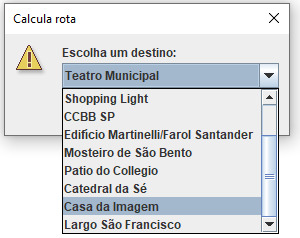 Calcula rota
Escolha um destino:
Teatro Municipal
Shopping Light
CCBB SP
Edifício Martinelli/Farol Santander
Mosteiro de São Bento
Patio do Collegio
Catedral da Sé
Casa da Imagem
Largo São Francisco